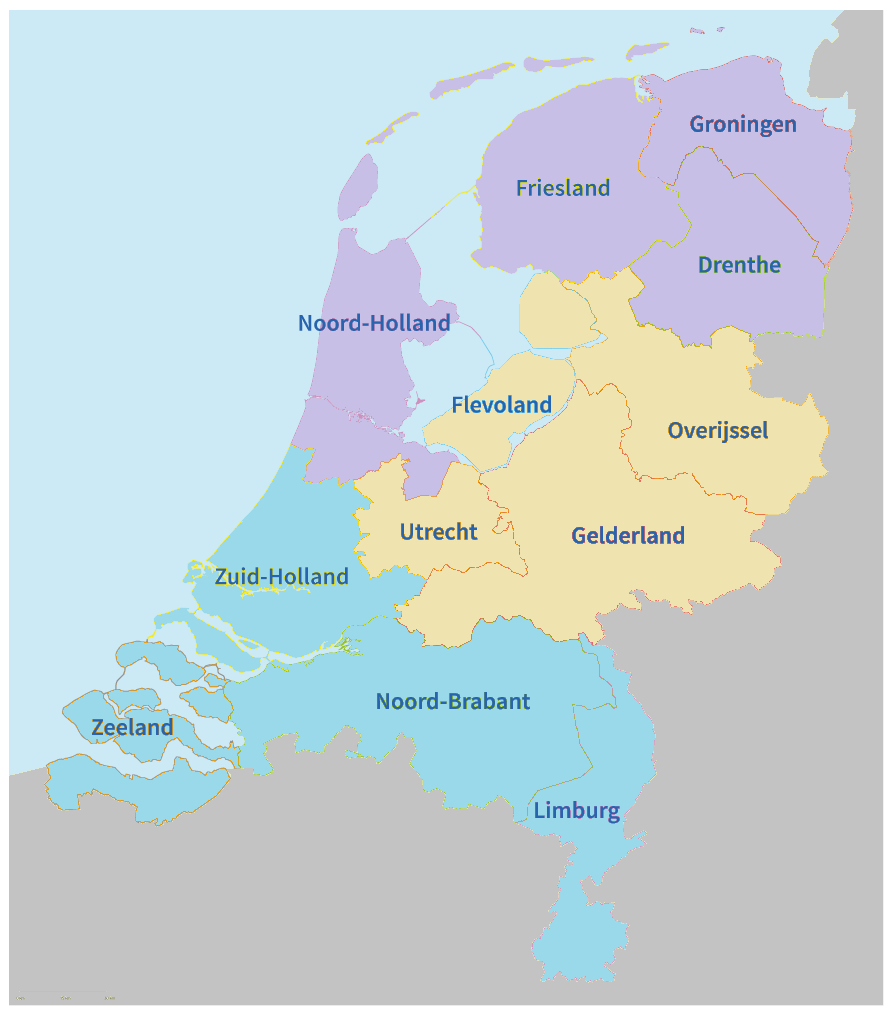 Groningen
Friesland
Drenthe
Noord-Holland
Flevoland
Overijssel
Utrecht
Gelderland
Zuid-Holland
Noord-Brabant
Zeeland
Limburg